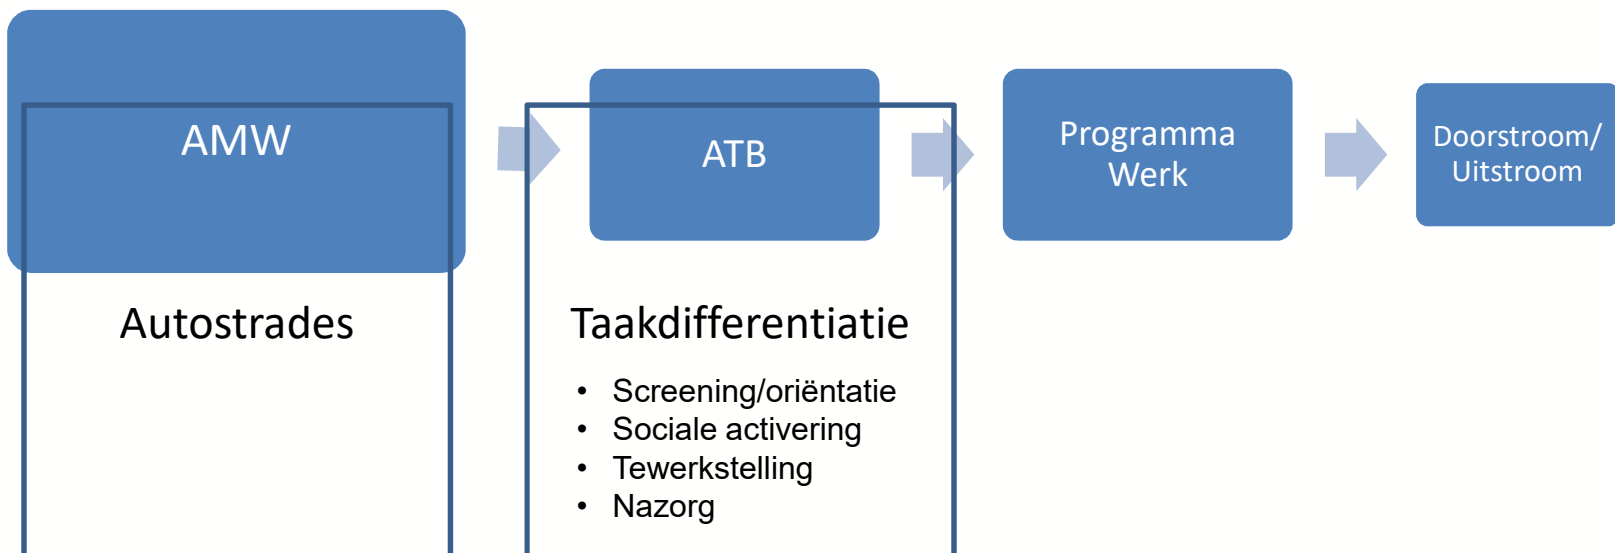 AMW
ATB
Programma
Werk
Doorstroom/
Uitstroom
Autostrades
Taakdifferentiatie
• Screening/oriëntatie
• Sociale activering
• Tewerkstelling
• Nazorg